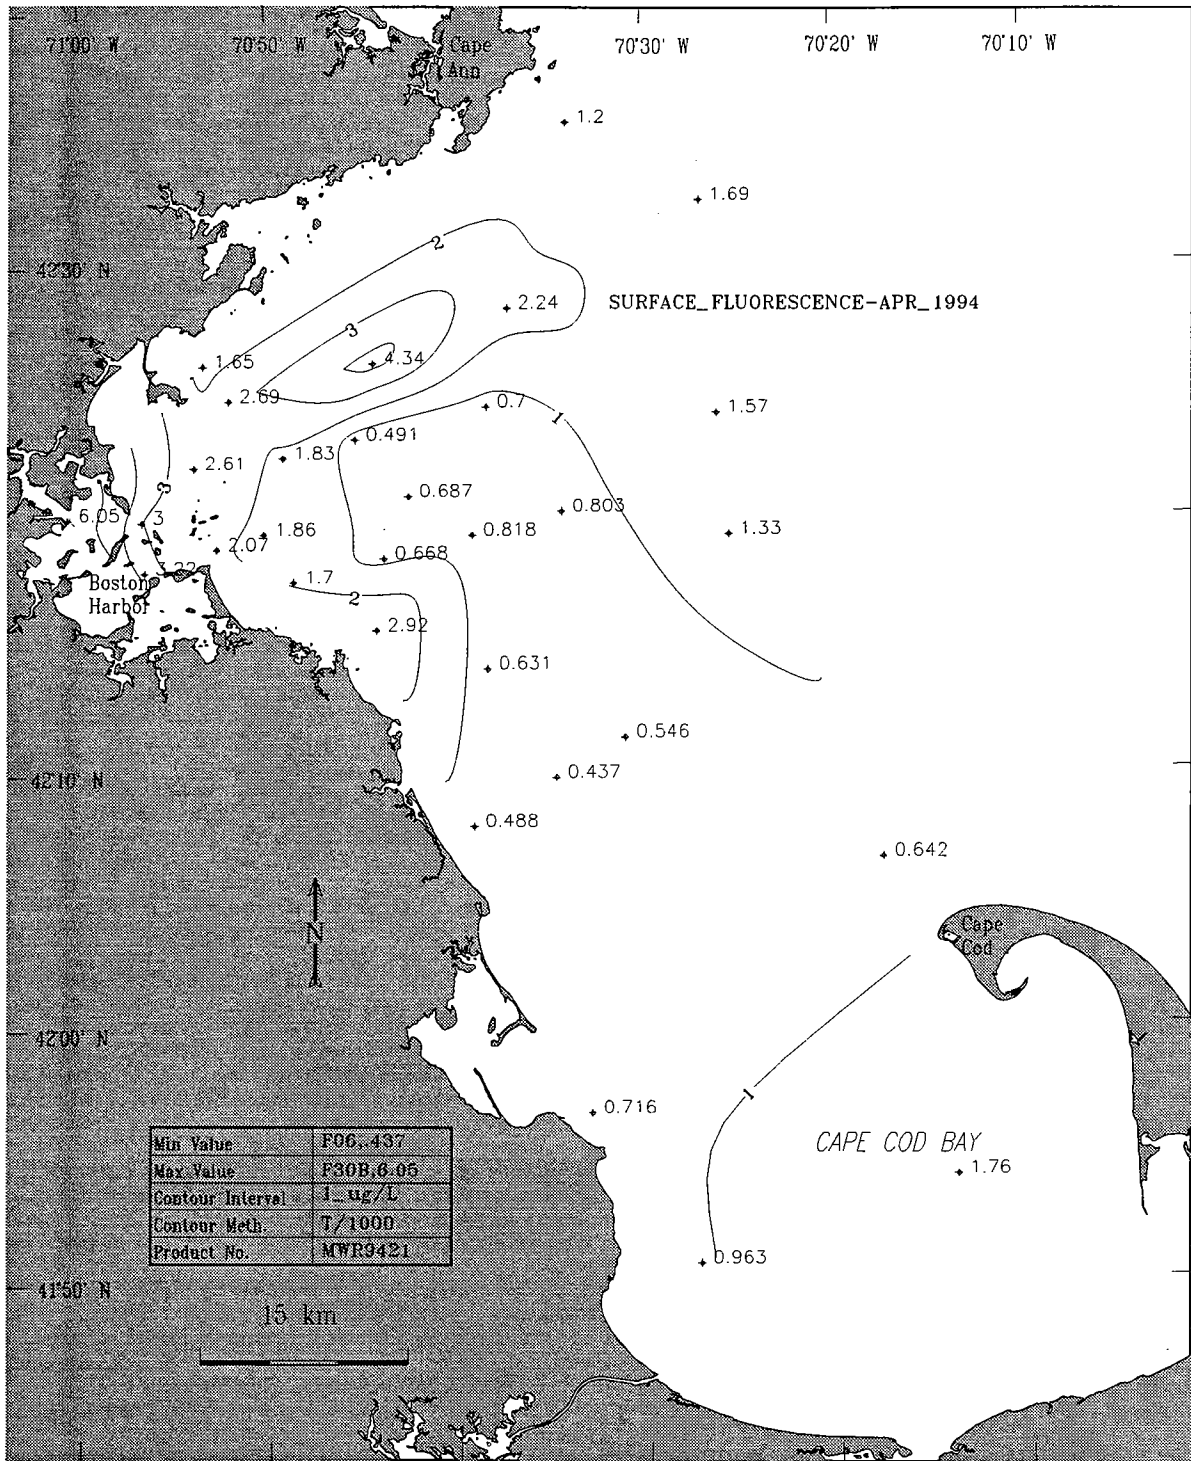 71°00' W 70°50' W 70°30' W 70°20' W 70°10' W
Cape
Ann
1.2
1.69
2
42°30' N
2.24
SURFACE_FLUORESCENCE-APR_1994
3
4.34
1.65
2.69
0.7
1
1.57
0.491
1.83
2.61
3
0.687
0.803
6.05
3
1.86
0.818
1.33
2.07
0.668
Boston
Harbor
1.7
2
2.92
0.631
0.546
42°10' N
0.437
0.488
0.642
N
Cape
Cod
42°00' N
1
0.716
Min Value F06,.437
Max Value F30B,6.05
Contour Interval 1_ug/L
Contour Meth. T/1000
Product No. MWR9421
CAPE COD BAY
1.76
0.963
41°50' N
15 km